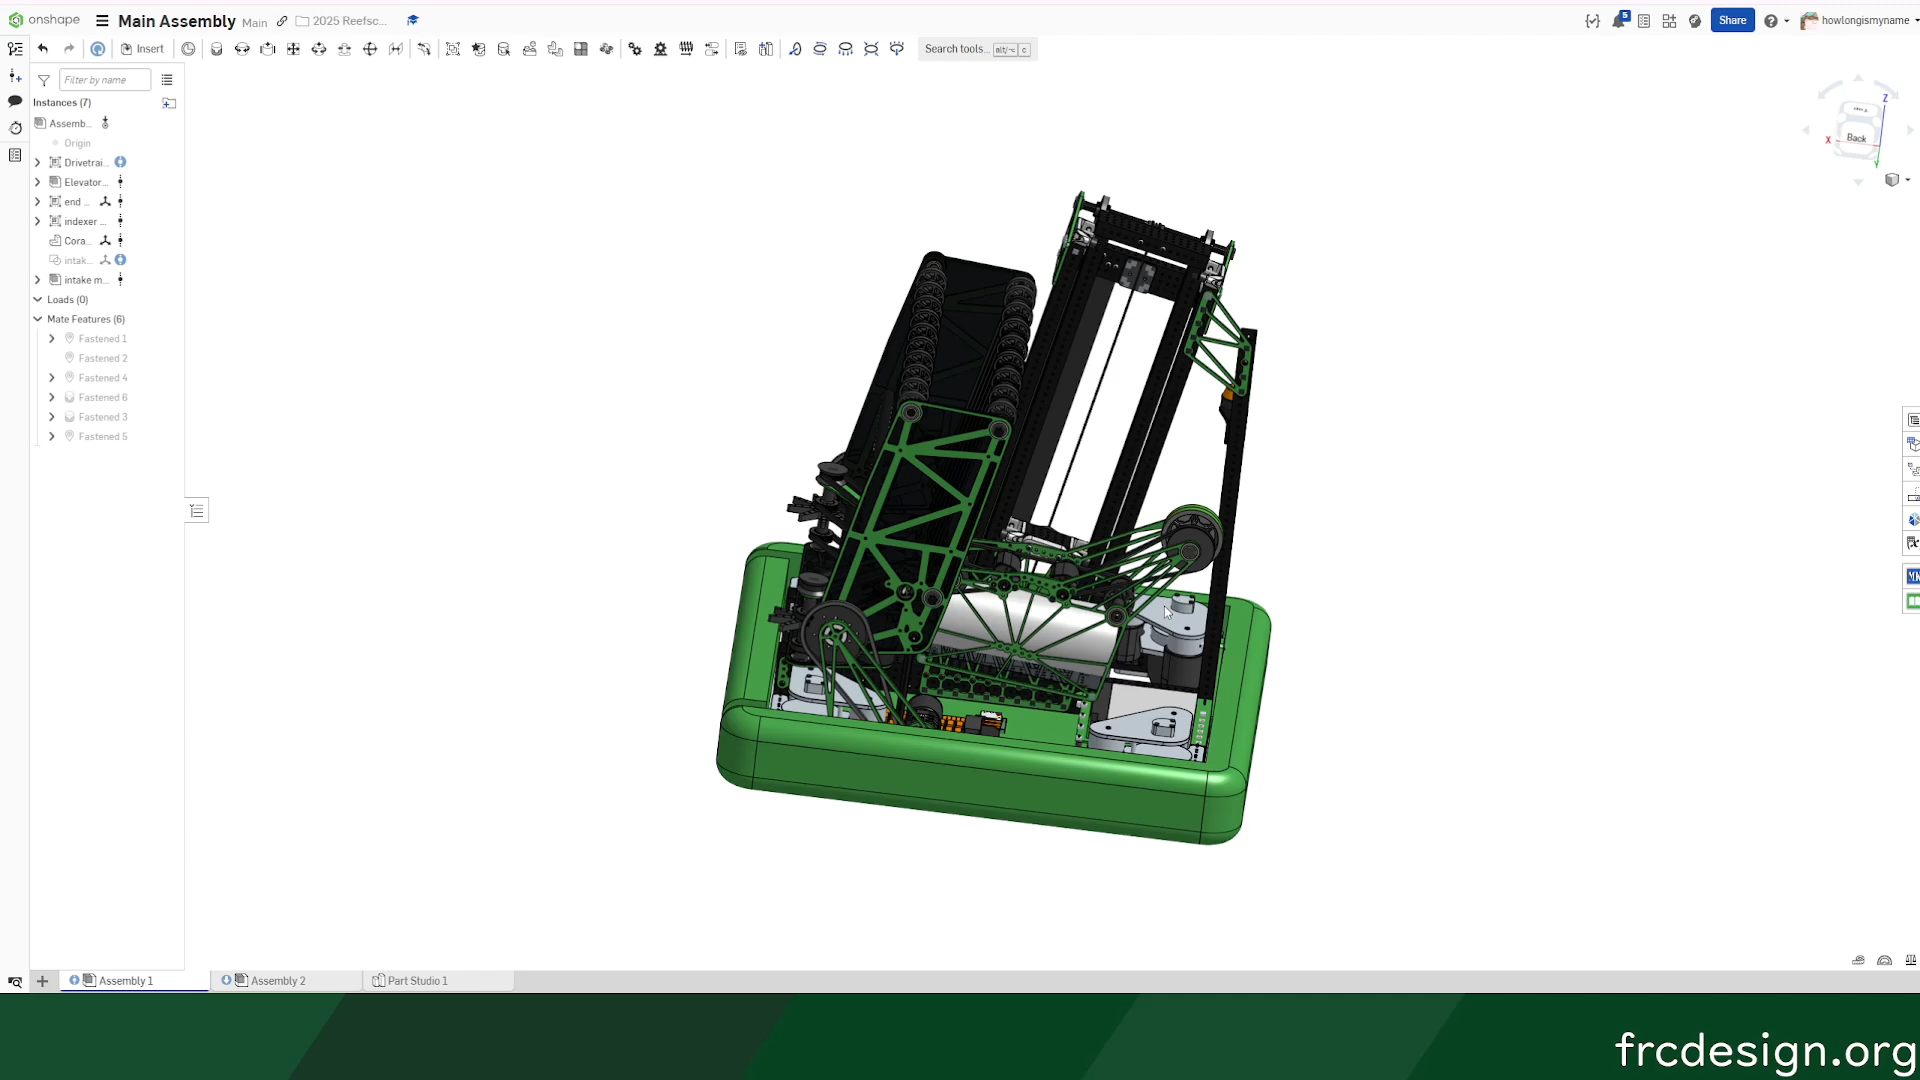 onshape
Main Assembly
Main
2025 Reefsc...
5
Share
howlongismyname
Insert
Search tools...
alt/⌥ c
Filter by name
Instances (7)
Assemb...
Origin
Drivetrai...
Elevator...
end ...
indexer ...
Cora...
intak...
intake m...
Loads (0)
Mate Features (6)
Fastened 1
Fastened 2
Fastened 4
Fastened 6
Fastened 3
Fastened 5
Z
Back
X
Y
Assembly 1
Assembly 2
Part Studio 1
frcdesign.org